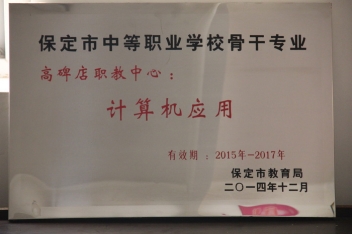 保定市中等职业学校骨干专业
高碑店职教中心：
计算机应用
有效期：2015年-2017年
保定市教育局
二〇一四年十二月